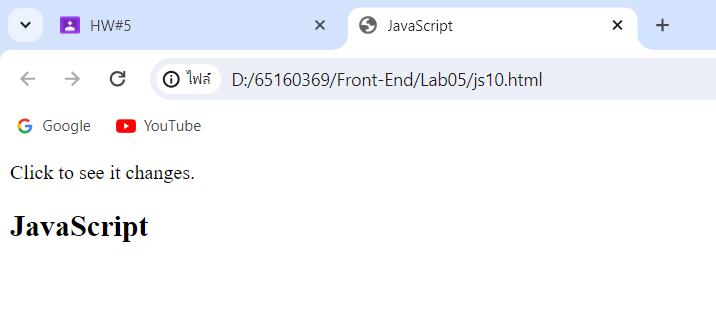 HW#5
JavaScript
ไฟล์ D:/65160369/Front-End/Lab05/js10.html
Google YouTube
Click to see it changes.
JavaScript